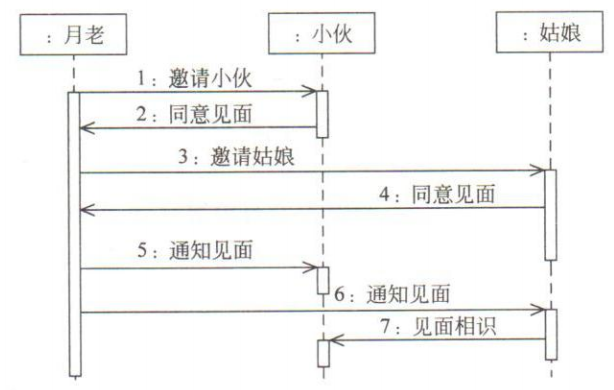 ：月老
：小伙
：姑娘
1：邀请小伙
2：同意见面
3：邀请姑娘
4：同意见面
5：通知见面
6：通知见面
7：见面相识